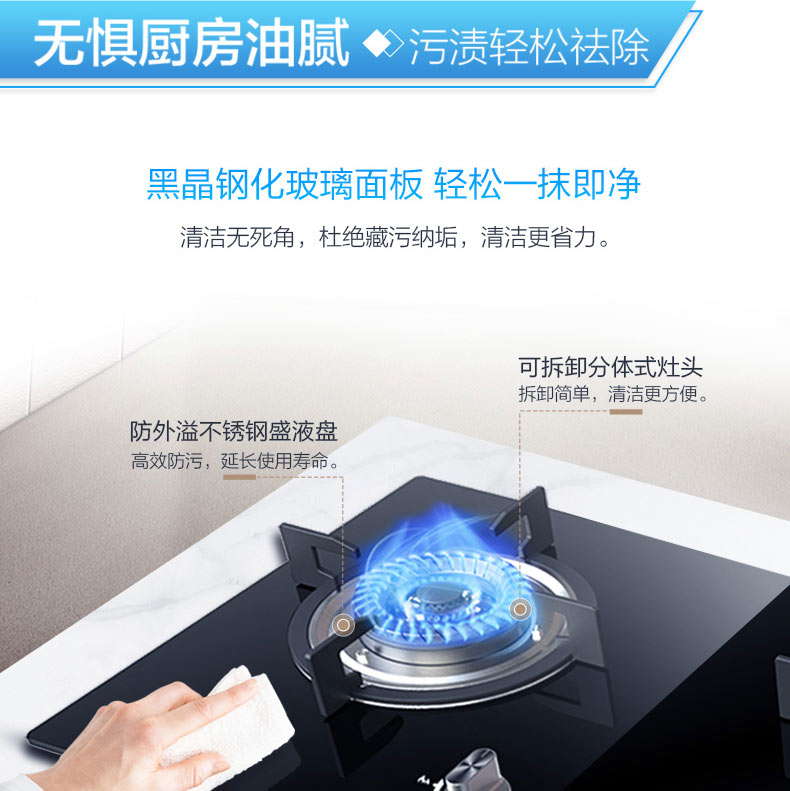 无惧厨房油腻 污渍轻松祛除
黑晶钢化玻璃面板 轻松一抹即净
清洁无死角，杜绝藏污纳垢，清洁更省力。
可拆卸分体式灶头
拆卸简单，清洁更方便。
防外溢不锈钢盛液盘
高效防污，延长使用寿命。